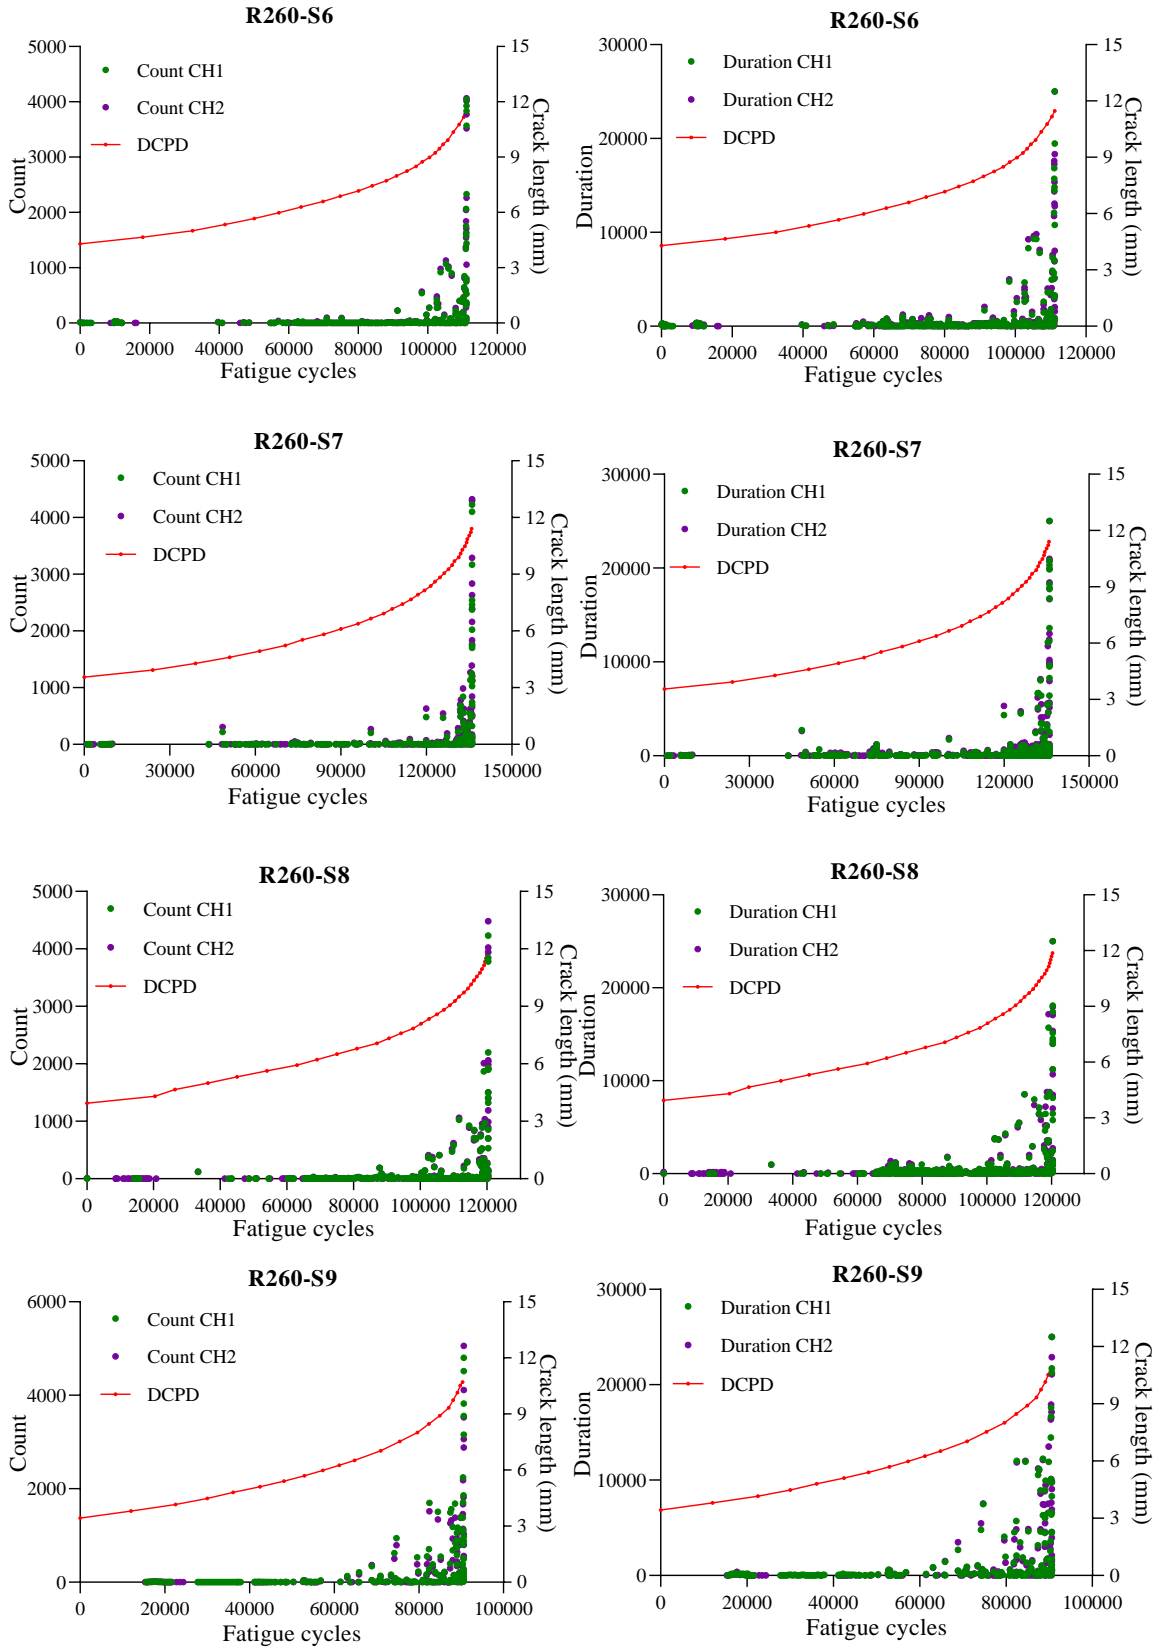 R260-S6
5000
4000
3000
2000
1000
0
Count
Count CH1
Count CH2
DCPD
15
12
9
6
3
0
Crack length (mm)
0 20000 40000 60000 80000 100000 120000
Fatigue cycles
R260-S6
30000
20000
10000
0
Duration
Duration CH1
Duration CH2
DCPD
15
12
9
6
3
0
Crack length (mm)
0 20000 40000 60000 80000 100000 120000
Fatigue cycles
R260-S7
5000
4000
3000
2000
1000
0
Count
Count CH1
Count CH2
DCPD
15
12
9
6
3
0
Crack length (mm)
0 30000 60000 90000 120000 150000
Fatigue cycles
R260-S7
30000
20000
10000
0
Duration
Duration CH1
Duration CH2
DCPD
15
12
9
6
3
0
Crack length (mm)
0 30000 60000 90000 120000 150000
Fatigue cycles
R260-S8
5000
4000
3000
2000
1000
0
Count
Count CH1
Count CH2
DCPD
15
12
9
6
3
0
Crack length (mm)
0 20000 40000 60000 80000 100000 120000
Fatigue cycles
R260-S8
30000
20000
10000
0
Duration
Duration CH1
Duration CH2
DCPD
15
12
9
6
3
0
Crack length (mm)
0 20000 40000 60000 80000 100000 120000
Fatigue cycles
R260-S9
6000
4000
2000
0
Count
Count CH1
Count CH2
DCPD
15
12
9
6
3
0
Crack length (mm)
0 20000 40000 60000 80000 100000
Fatigue cycles
R260-S9
30000
20000
10000
0
Duration
Duration CH1
Duration CH2
DCPD
15
12
9
6
3
0
Crack length (mm)
0 20000 40000 60000 80000 100000
Fatigue cycles